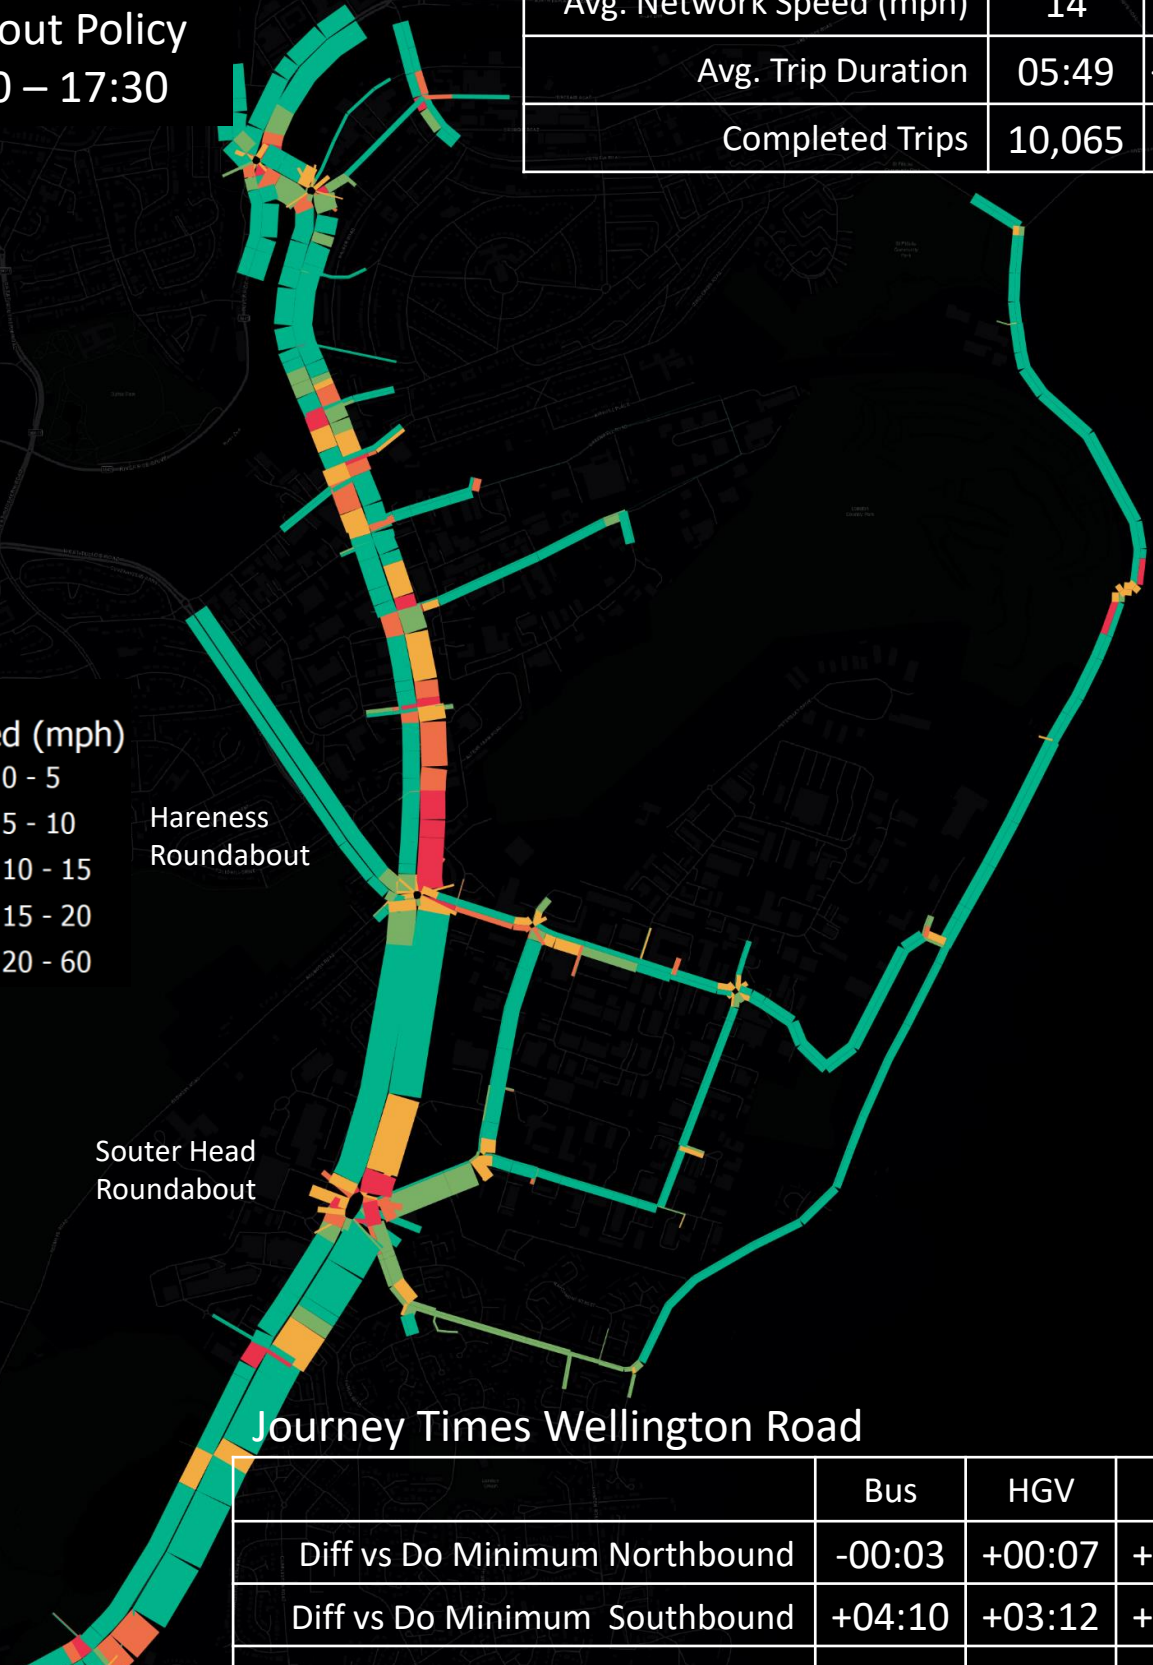 out Policy
0 – 17:30
Avg. Network Speed (mph) 14
Avg. Trip Duration 05:49
Completed Trips 10,065
ed (mph)
0 - 5
5 - 10
10 - 15
15 - 20
20 - 60
Hareness
Roundabout
Souter Head
Roundabout
Journey Times Wellington Road
Bus HGV
Diff vs Do Minimum Northbound -00:03 +00:07 +
Diff vs Do Minimum Southbound +04:10 +03:12 +